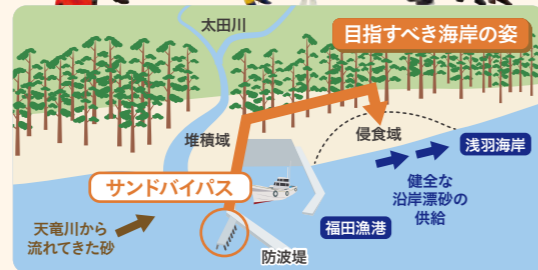 太田川
目指すべき海岸の姿
堆積域
侵食域
浅羽海岸
サンドバイパス
健全な
沿岸漂砂の
供給
天竜川から
流れてきた砂
福田漁港
防波堤